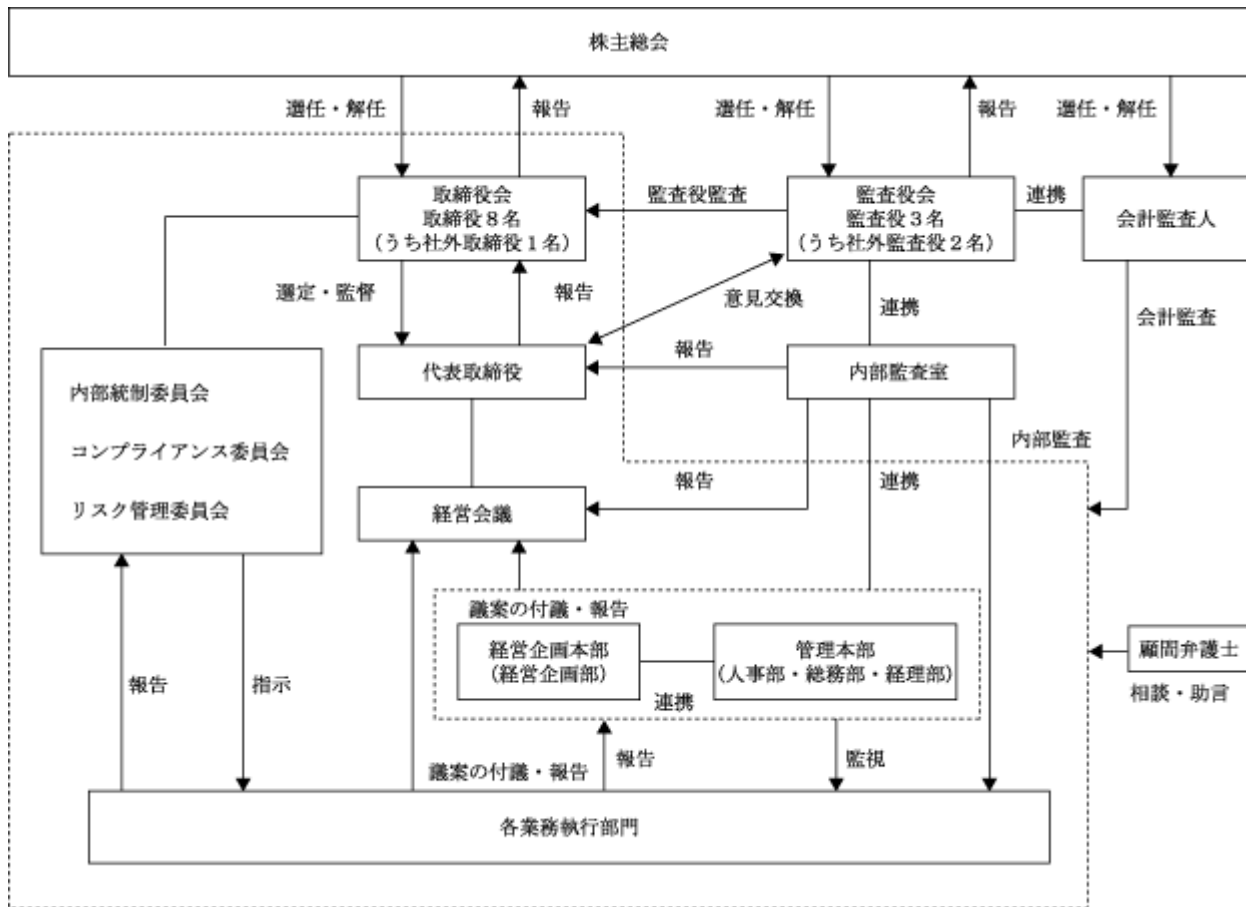 株主総会
選任・解任
報告
選任・解任
報告
選任・解任
取締役会
取締役8名
(うち社外取締役1名)
監査役監査
監査役会
監査役3名
(うち社外監査役2名)
連携
会計監査人
選定・監督
報告
意見交換
連携
会計監査
代表取締役
報告
内部監査室
内部統制委員会
コンプライアンス委員会
リスク管理委員会
内部監査
報告
連携
経営会議
議案の付議・報告
経営企画本部
(経営企画部)
管理本部
(人事部・総務部・経理部)
連携
顧問弁護士
相談・助言
報告
指示
議案の付議・報告
報告
監視
各業務執行部門